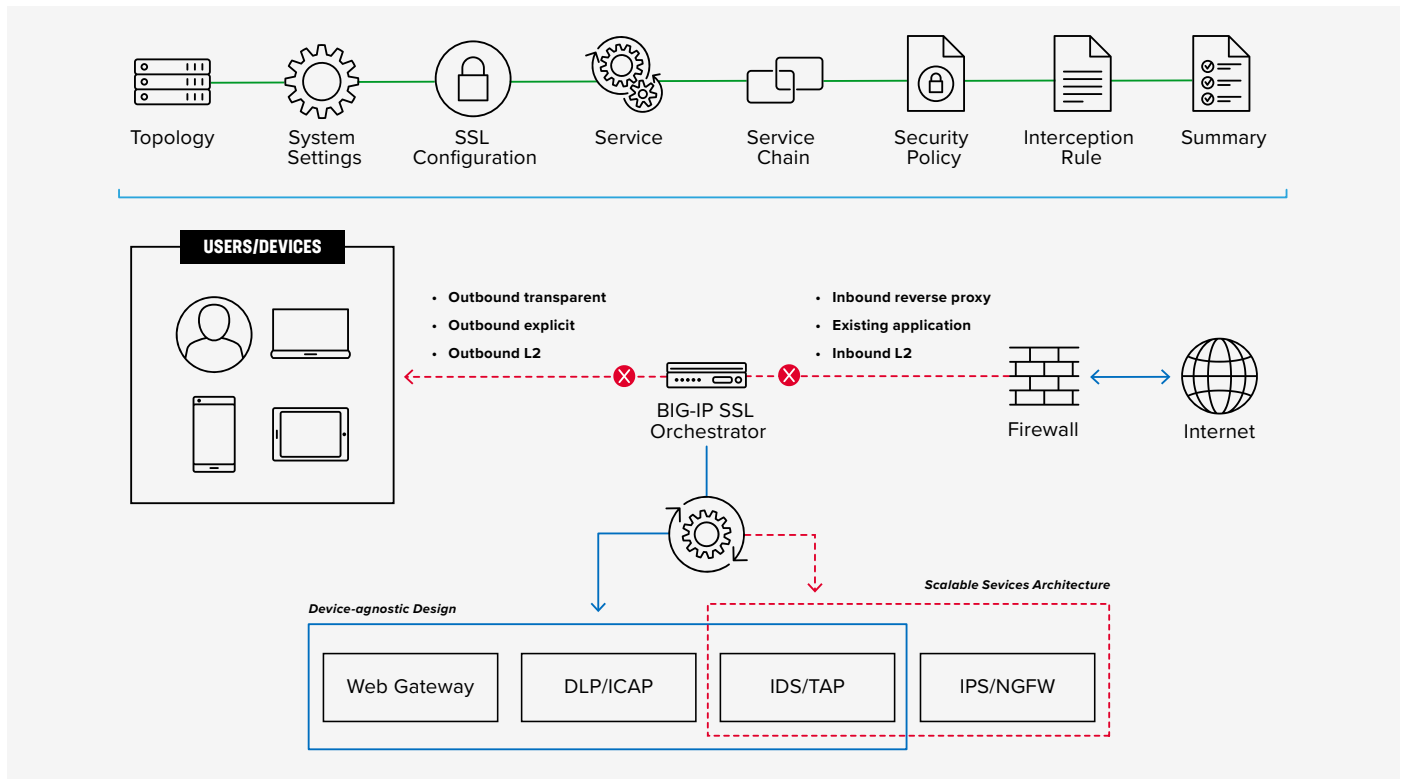 Topology
System
Settings
SSL
Configuration
Service
Service
Chain
Security
Policy
Interception
Rule
Summary
USERS/DEVICES
• Outbound transparent
• Outbound explicit
• Outbound L2
• Inbound reverse proxy
• Existing application
• Inbound L2
BIG-IP SSL
Orchestrator
Firewall
Internet
Scalable Sevices Architecture
Device-agnostic Design
Web Gateway
DLP/ICAP
IDS/TAP
IPS/NGFW